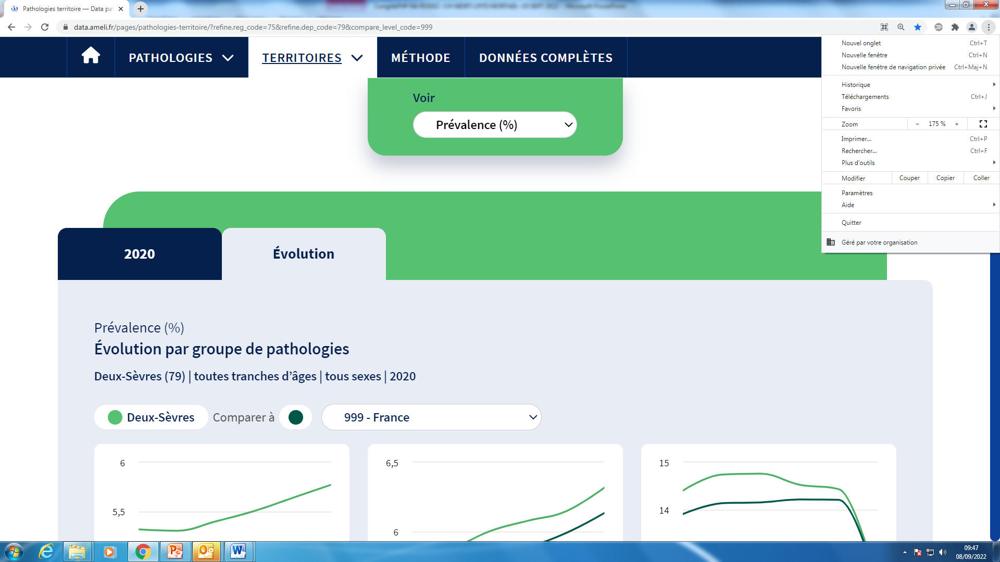 Pathologies territoire — Data pat
data.ameli.fr/pages/pathologies-territoire/?refine.reg_code=75&refine.dep_code=79&compare_level_code=999
PATHOLOGIES
TERRITOIRES
MÉTHODE
DONNÉES COMPLÈTES
Voir
Prévalence (%)
Nouvel onglet Ctrl+T
Nouvelle fenêtre Ctrl+N
Nouvelle fenêtre de navigation privée Ctrl+Maj+N
Historique
Téléchargements Ctrl+J
Favoris
Zoom – 175 % +
Imprimer... Ctrl+P
Rechercher... Ctrl+F
Plus d'outils
Modifier Couper Copier Coller
Paramètres
Aide
Quitter
Géré par votre organisation
2020
Évolution
Prévalence (%)
Évolution par groupe de pathologies
Deux-Sèvres (79) | toutes tranches d’âges | tous sexes | 2020
Deux-Sèvres Comparer à 999 - France
6
5,5
6,5
6
15
14
09:47
08/09/2022